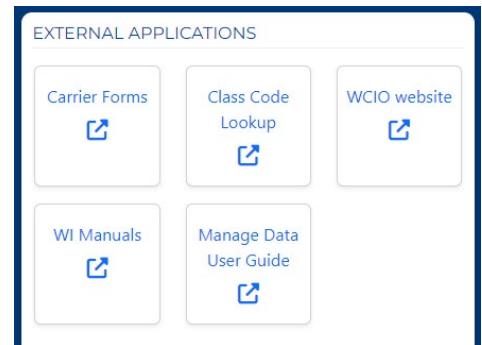 EXTERNAL APPLICATIONS
Carrier Forms
Class Code
Lookup
WCIO website
WI Manuals
Manage Data
User Guide